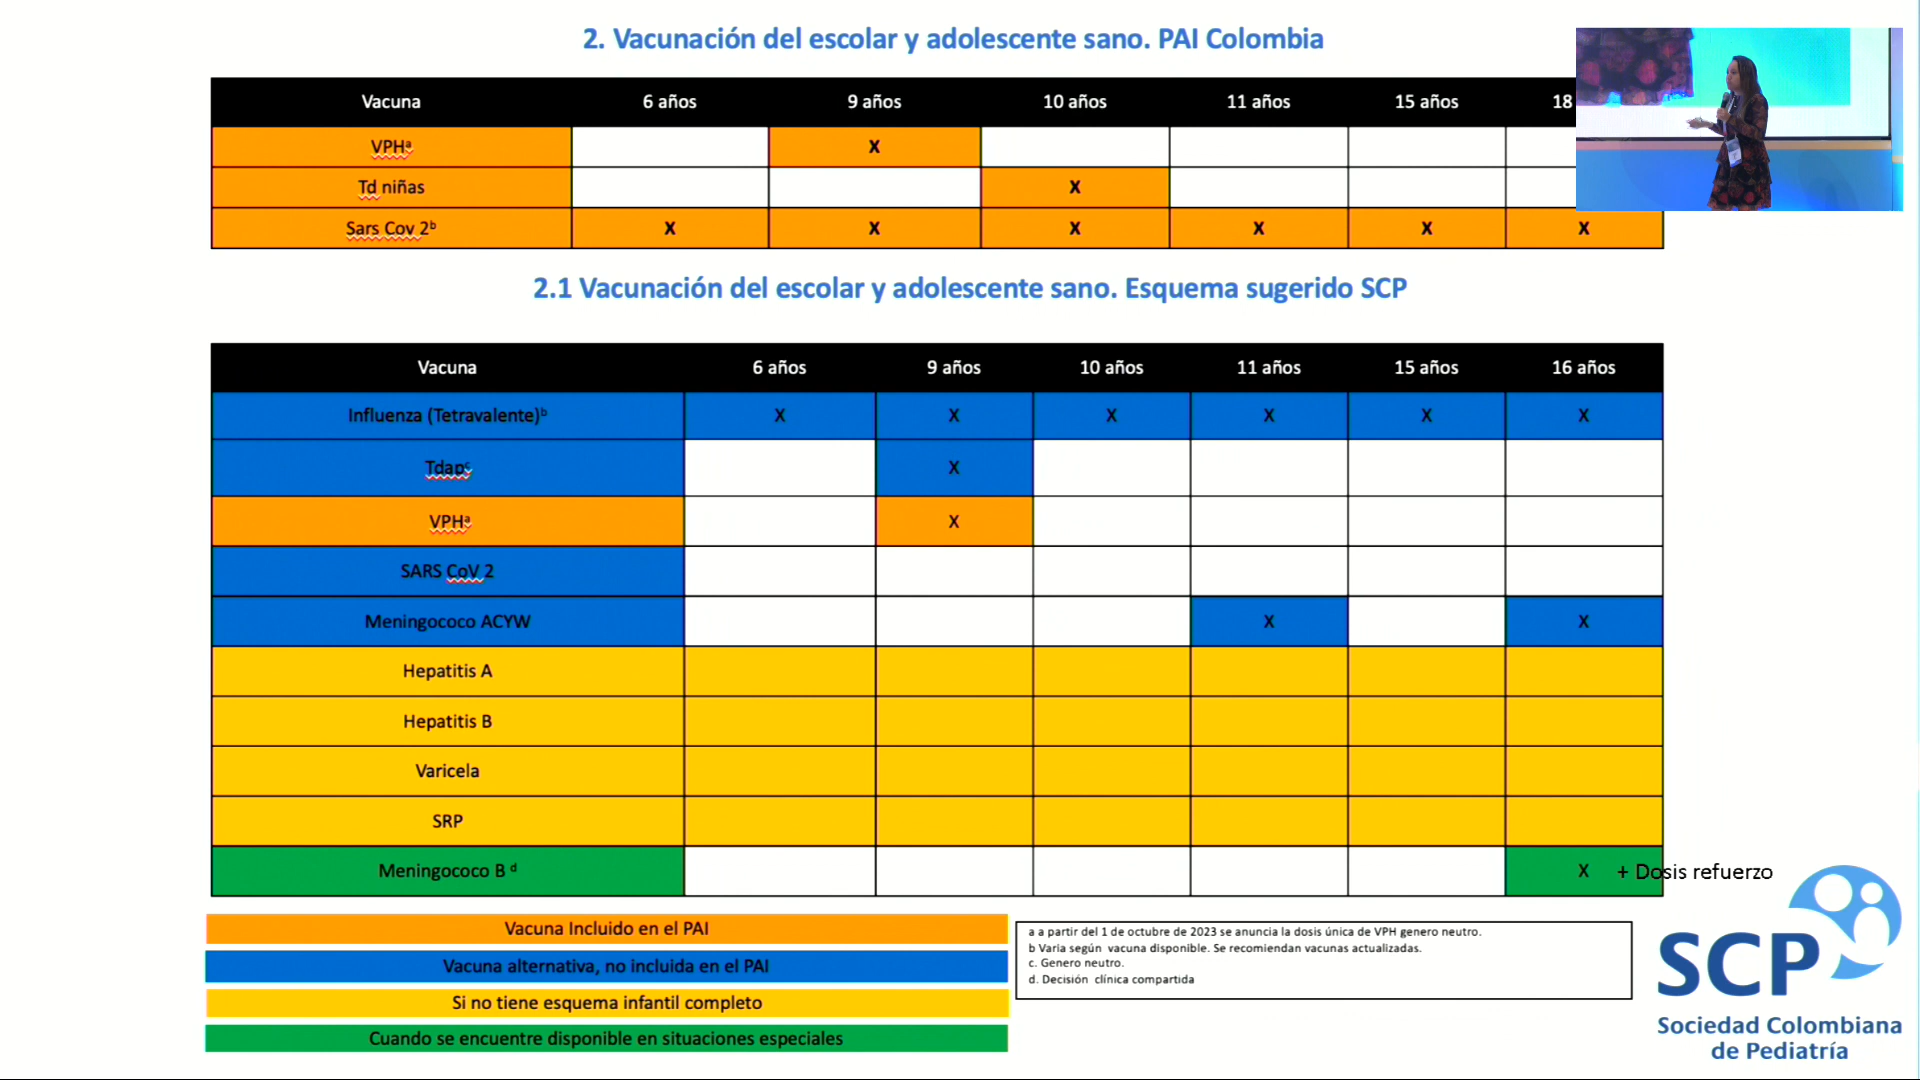 2. Vacunación del escolar y adolescente sano. PAI Colombia
Vacuna 6 años 9 años 10 años 11 años 15 años 18
VPHª X
Td niñas X
Sars Cov 2ᵇ X X X X X X
2.1 Vacunación del escolar y adolescente sano. Esquema sugerido SCP
Vacuna 6 años 9 años 10 años 11 años 15 años 16 años
Influenza (Tetravalente)ᵇ X X X X X X
Tdapᶜ X
VPHª X
SARS CoV 2
Meningococo ACYW X X
Hepatitis A
Hepatitis B
Varicela
SRP
Meningococo B ᵈ X + Dosis refuerzo
Vacuna Incluido en el PAI
Vacuna alternativa, no incluida en el PAI
Si no tiene esquema infantil completo
Cuando se encuentre disponible en situaciones especiales
a a partir del 1 de octubre de 2023 se anuncia la dosis única de VPH genero neutro.
b Varia según vacuna disponible. Se recomiendan vacunas actualizadas.
c. Genero neutro.
d. Decisión clínica compartida
SCP
Sociedad Colombiana
de Pediatría